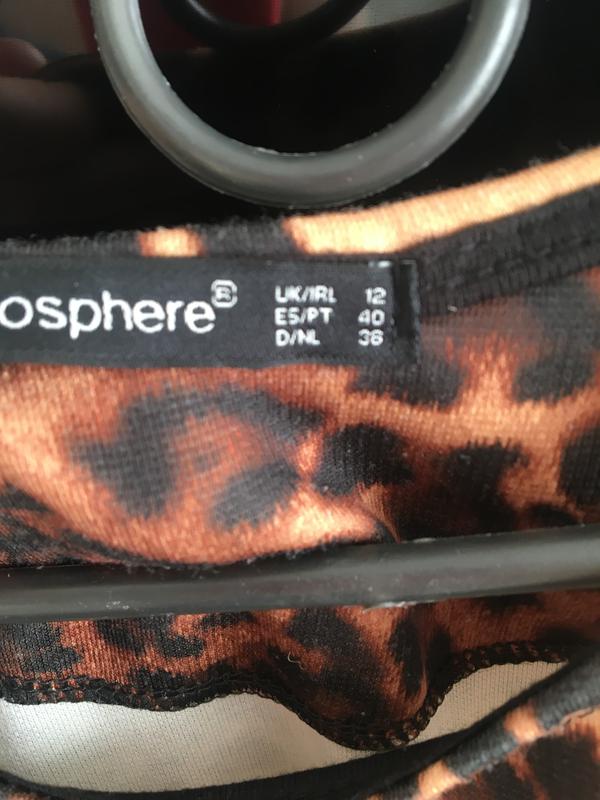 osphere®
UK/IRL 12
ES/PT 40
D/NL 38